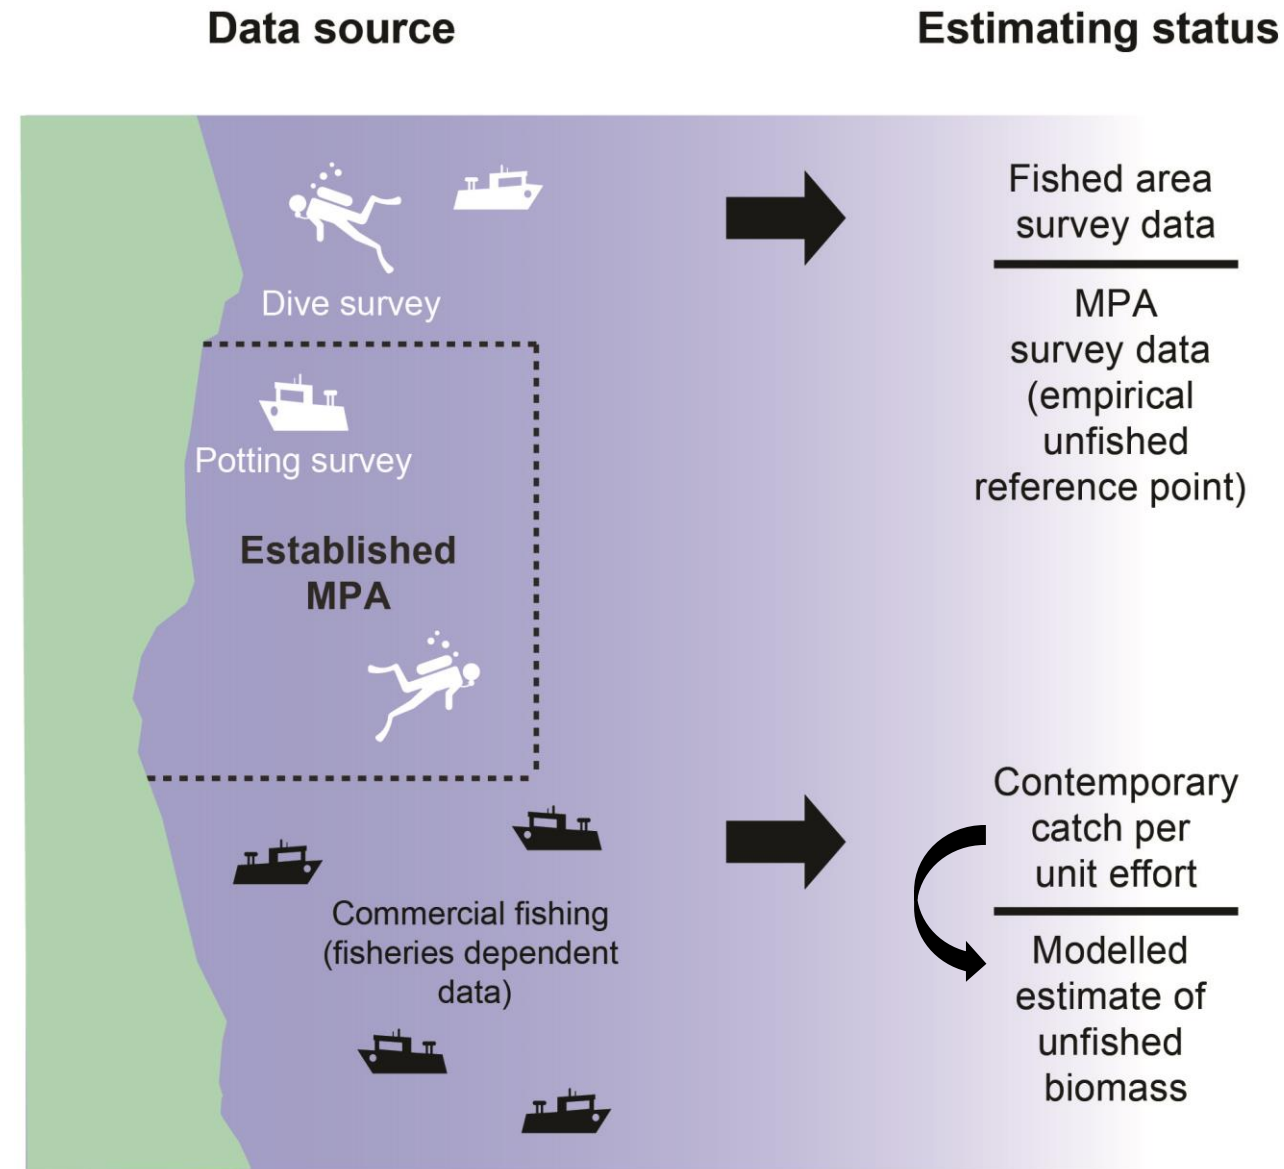 Data source
Estimating status
Dive survey
Potting survey
Established
MPA
Commercial fishing
(fisheries dependent
data)
Fished area
survey data
MPA
survey data
(empirical
unfished
reference point)
Contemporary
catch per
unit effort
Modelled
estimate of
unfished
biomass